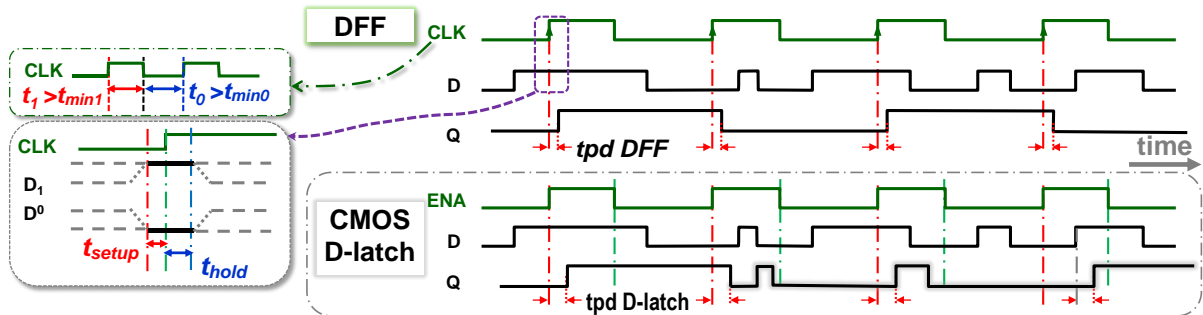 DFF
CLK
CLK
t1 >tmin1
t0 >tmin0
D
Q
tpd DFF
time
CLK
D1
D0
tsetup
thold
CMOS
D-latch
ENA
D
Q
tpd D-latch